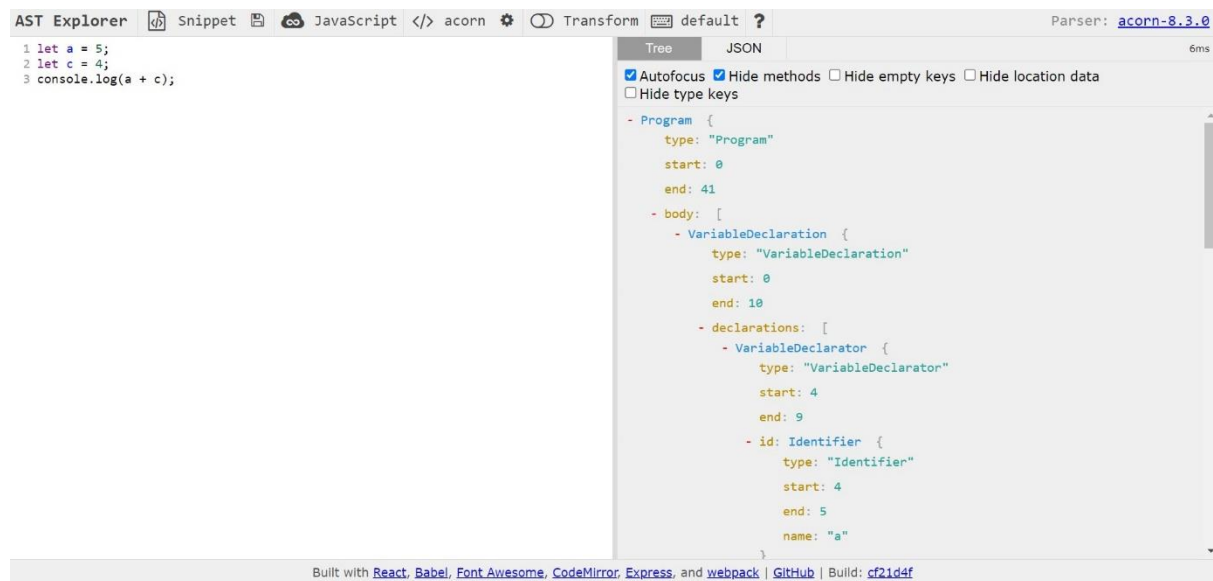 AST Explorer Snippet JavaScript </> acorn Transform default ? Parser: acorn-8.3.0
1 let a = 5;
2 let c = 4;
3 console.log(a + c);
Tree JSON 6ms
Autofocus Hide methods Hide empty keys Hide location data
Hide type keys
- Program {
type: "Program"
start: 0
end: 41
- body: [
- VariableDeclaration {
type: "VariableDeclaration"
start: 0
end: 10
- declarations: [
- VariableDeclarator {
type: "VariableDeclarator"
start: 4
end: 9
- id: Identifier {
type: "Identifier"
start: 4
end: 5
name: "a"
}
Built with React, Babel, Font Awesome, CodeMirror, Express, and webpack | GitHub | Build: cf21d4f